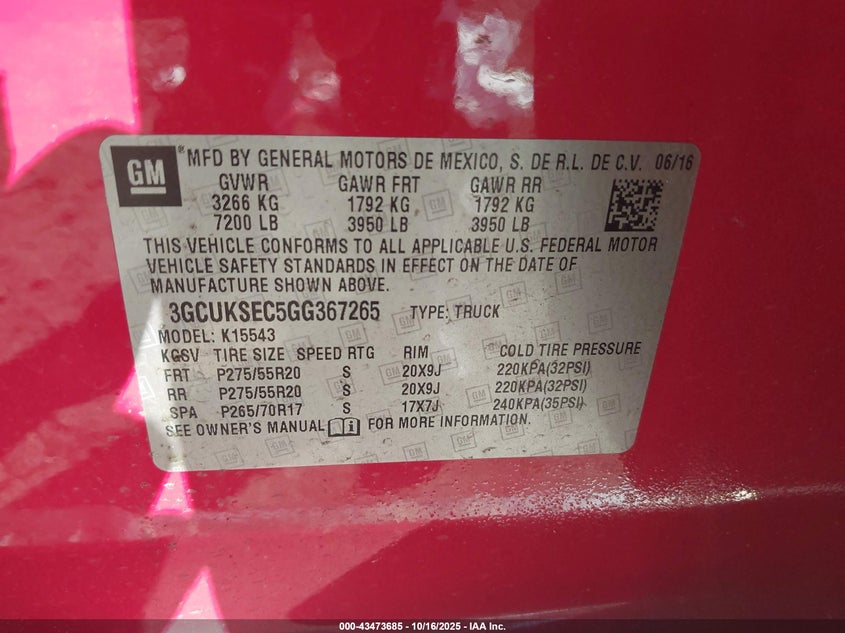 GM ® MFD BY GENERAL MOTORS DE MEXICO, S. DE R.L. DE C.V. 06/16
GVWR GAWR FRT GAWR RR
3266 KG 1792 KG 1792 KG
7200 LB 3950 LB 3950 LB
THIS VEHICLE CONFORMS TO ALL APPLICABLE U.S. FEDERAL MOTOR
VEHICLE SAFETY STANDARDS IN EFFECT ON THE DATE OF
MANUFACTURE SHOWN ABOVE.
3GCUKSEC5GG367265 TYPE: TRUCK
MODEL: K15543
KGSV TIRE SIZE SPEED RTG RIM COLD TIRE PRESSURE
FRT P275/55R20 S 20X9J 220KPA(32PSI)
RR P275/55R20 S 20X9J 220KPA(32PSI)
SPA P265/70R17 S 17X7J 240KPA(35PSI)
SEE OWNER'S MANUAL FOR MORE INFORMATION.
000-43473685 | 10/16/2025 | IAA Inc.